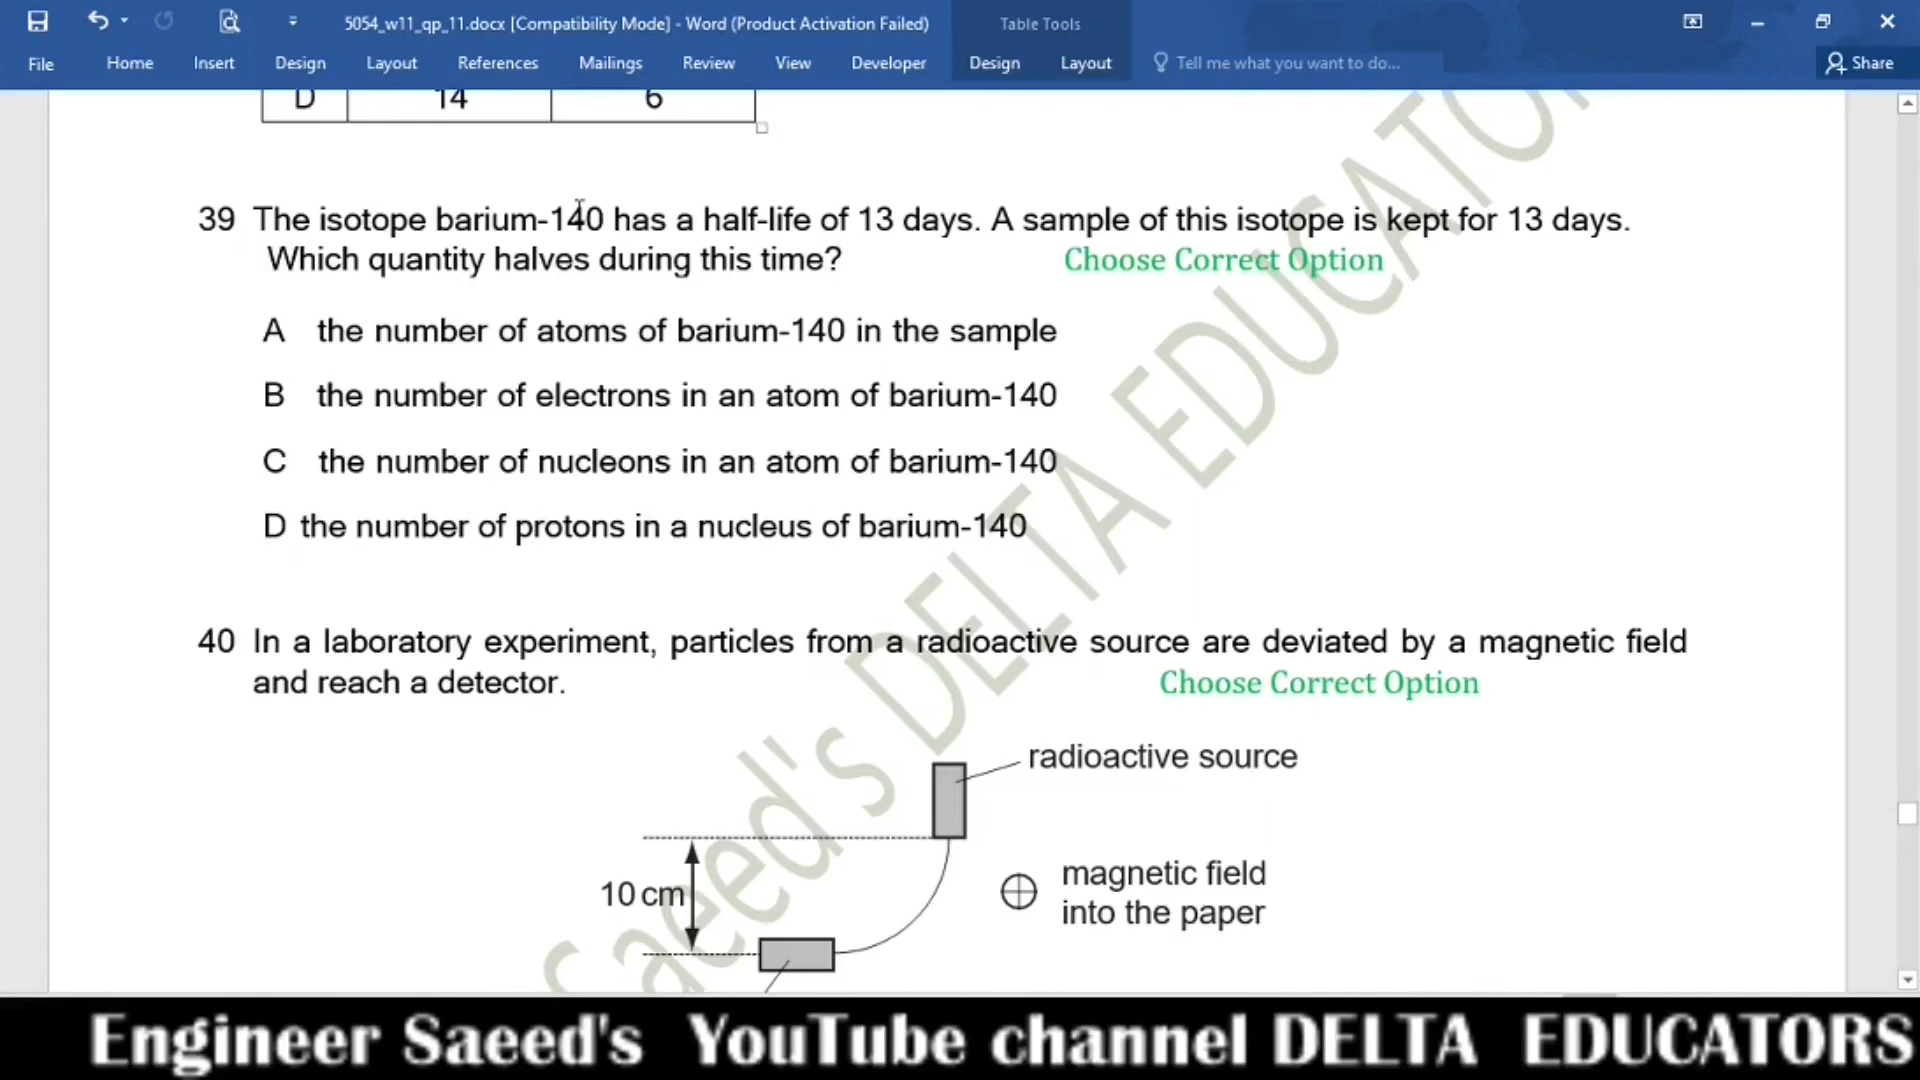 5054_w11_qp_11.docx [Compatibility Mode] - Word (Product Activation Failed)
Table Tools
File Home Insert Design Layout References Mailings Review View Developer Design Layout Tell me what you want to do... Share
D 14 6
39 The isotope barium-140 has a half-life of 13 days. A sample of this isotope is kept for 13 days.
Which quantity halves during this time? Choose Correct Option
A the number of atoms of barium-140 in the sample
B the number of electrons in an atom of barium-140
C the number of nucleons in an atom of barium-140
D the number of protons in a nucleus of barium-140
40 In a laboratory experiment, particles from a radioactive source are deviated by a magnetic field
and reach a detector. Choose Correct Option
radioactive source
10 cm
magnetic field
into the paper
Saeed's DELTA EDUCATOR
Engineer Saeed's YouTube channel DELTA EDUCATORS